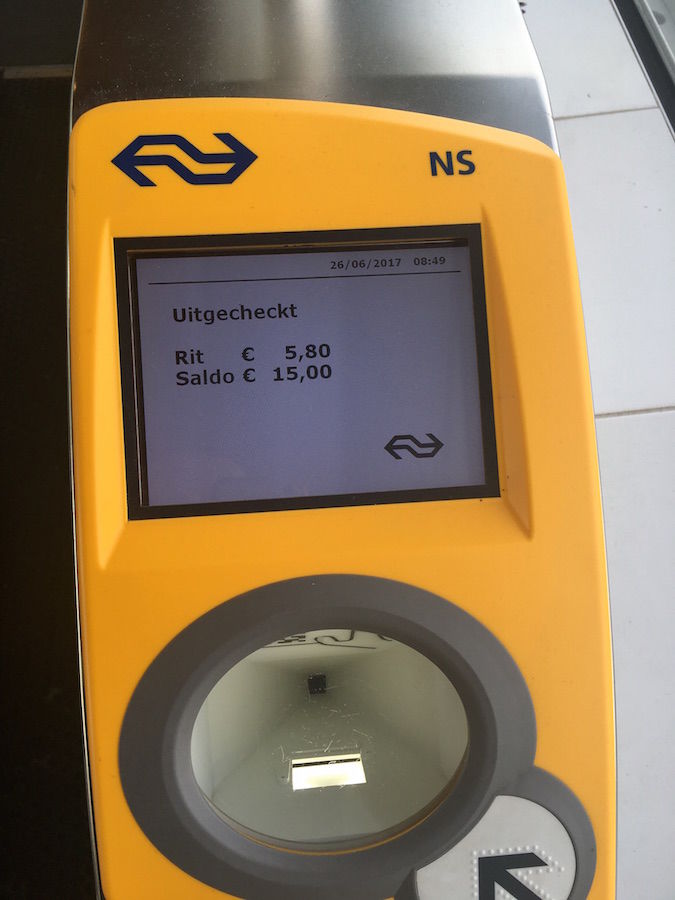 NS
26/06/2017 08:49
Uitgecheckt
Rit € 5,80
Saldo € 15,00